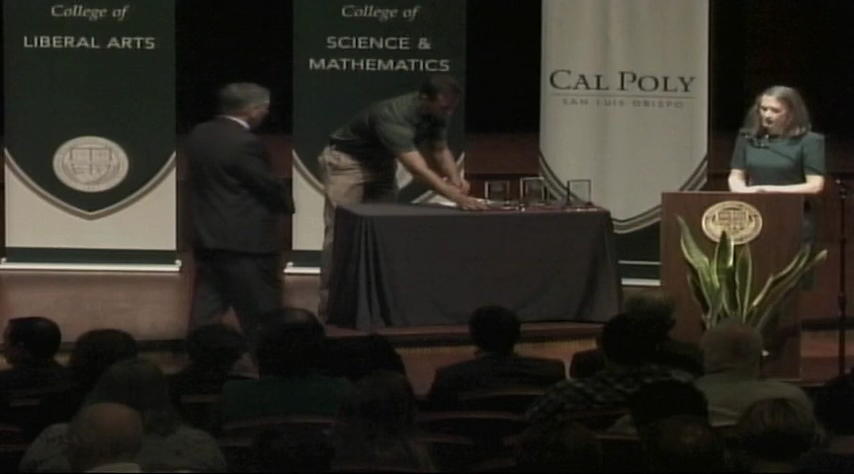 College of
LIBERAL ARTS
College of
SCIENCE &
MATHEMATICS
CAL POLY
SAN LUIS OBISPO